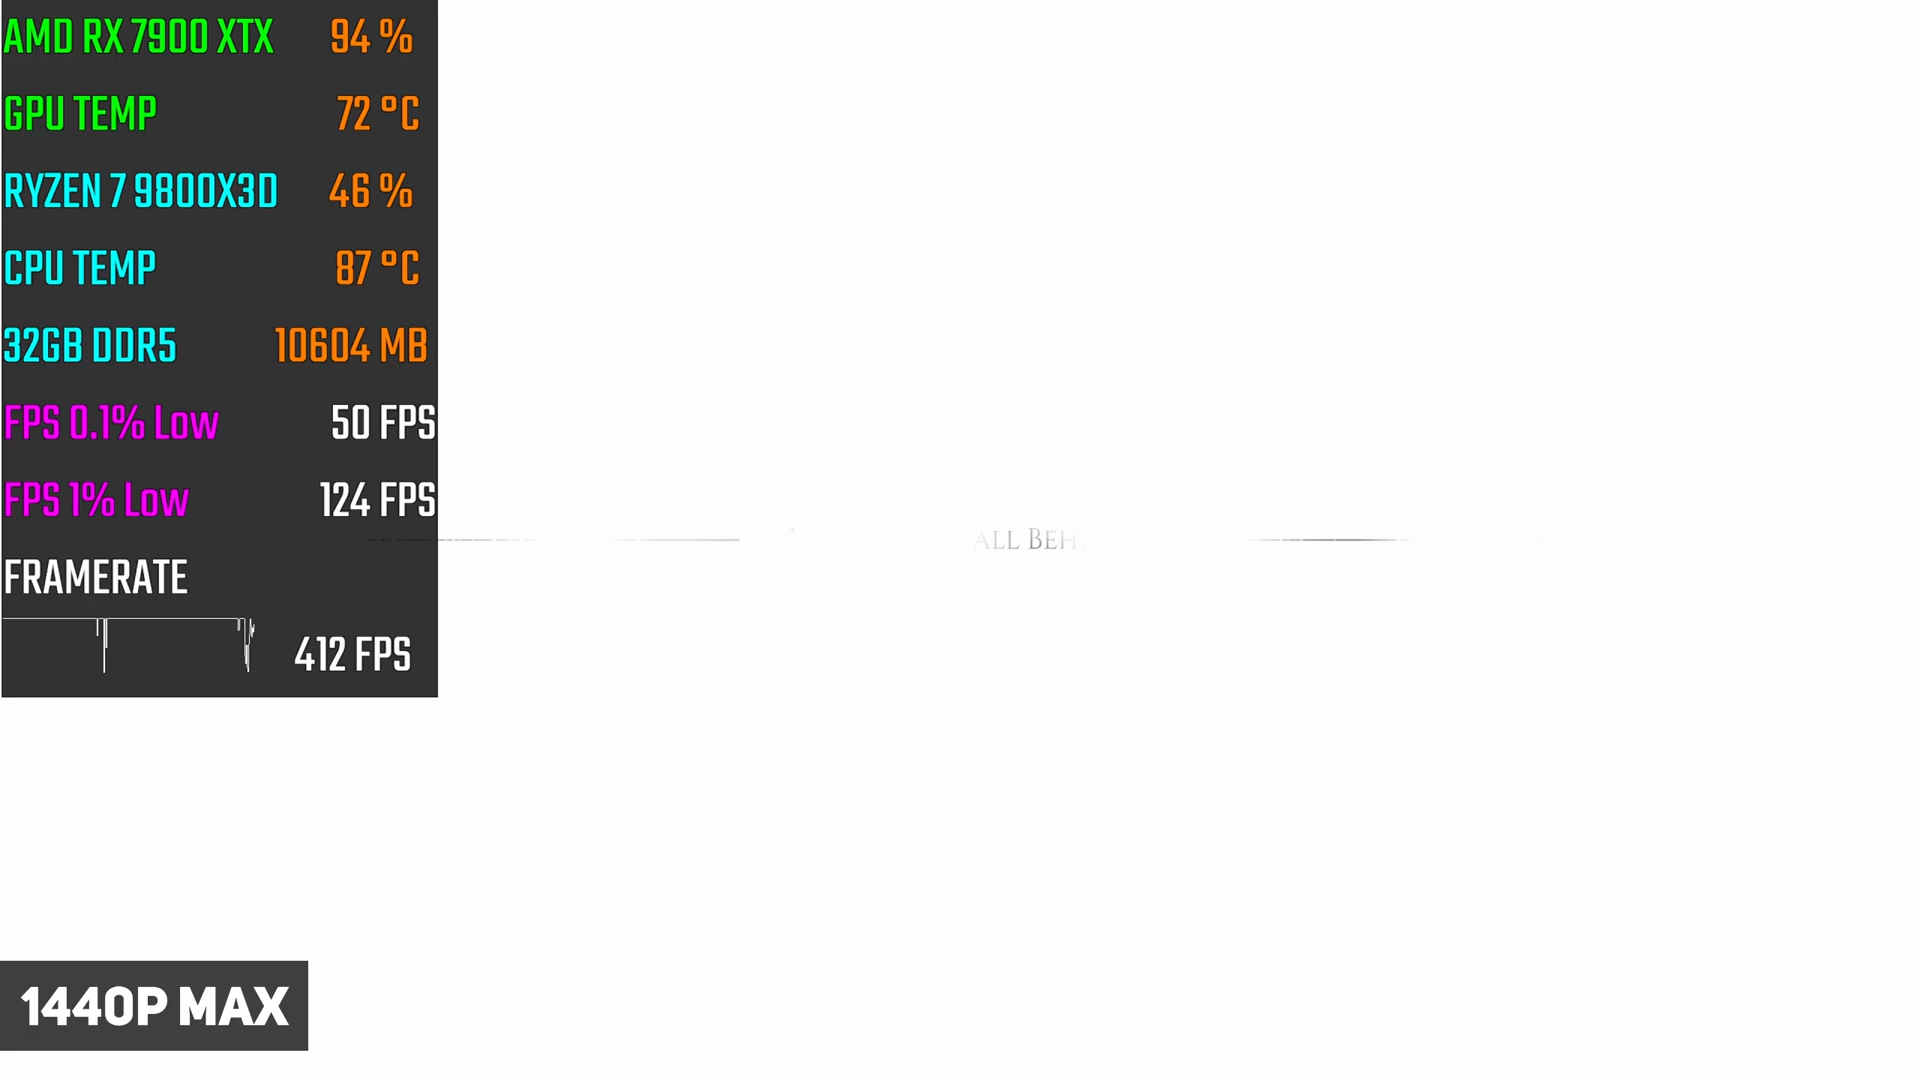 AMD RX 7900 XTX 94 %
GPU TEMP 72 °C
RYZEN 7 9800X3D 46 %
CPU TEMP 87 °C
32GB DDR5 10604 MB
FPS 0.1% Low 50 FPS
FPS 1% Low 124 FPS
ALL
FRAMERATE
412 FPS
1440P MAX